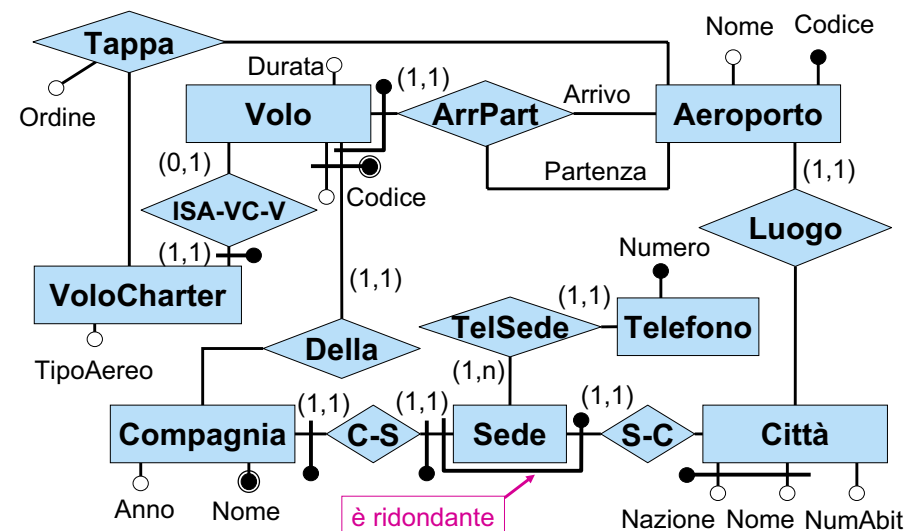 Nome
Codice
Tappa
Durata
(1,1)
Arrivo
Ordine
Volo
ArrPart
Aeroporto
(0,1)
Partenza
(1,1)
Codice
ISA-VC-V
Luogo
Numero
(1,1)
VoloCharter
(1,1)
(1,1)
TelSede
Telefono
TipoAereo
Della
(1,n)
(1,1)
(1,1)
(1,1)
Compagnia
C-S
Sede
S-C
Città
Anno
Nome
è ridondante
Nazione
Nome
NumAbit